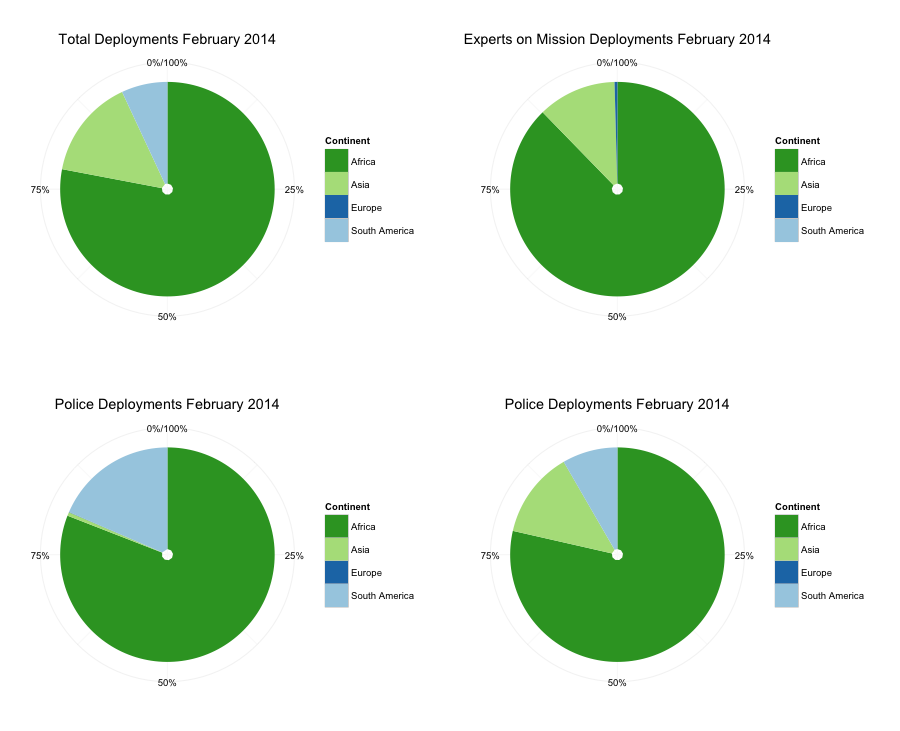 Total Deployments February 2014
0%/100%
25%
50%
75%
Continent
Africa
Asia
Europe
South America
Experts on Mission Deployments February 2014
0%/100%
25%
50%
75%
Continent
Africa
Asia
Europe
South America
Police Deployments February 2014
0%/100%
25%
50%
75%
Continent
Africa
Asia
Europe
South America
Police Deployments February 2014
0%/100%
25%
50%
75%
Continent
Africa
Asia
Europe
South America